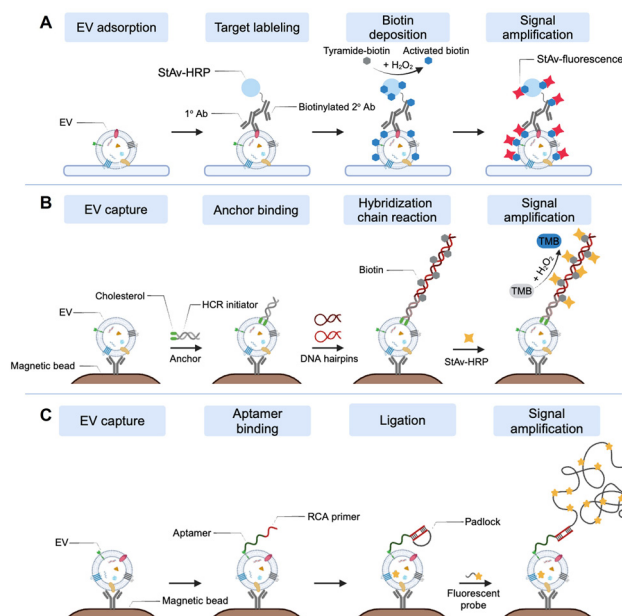 A
EV adsorption
Target lableling
Biotin
deposition
Signal
amplification
Tyramide-biotin
Activated biotin
+ H₂O₂
StAv-HRP
StAv-fluorescence
1º Ab
Biotinylated 2º Ab
EV
B
EV capture
Anchor binding
Hybridization
chain reaction
Signal
amplification
TMB
+ H₂O₂
TMB
Biotin
Cholesterol
HCR initiator
EV
Anchor
DNA hairpins
StAv-HRP
Magnetic bead
C
EV capture
Aptamer
binding
Ligation
Signal
amplification
RCA primer
Aptamer
Padlock
EV
Fluorescent
probe
Magnetic bead